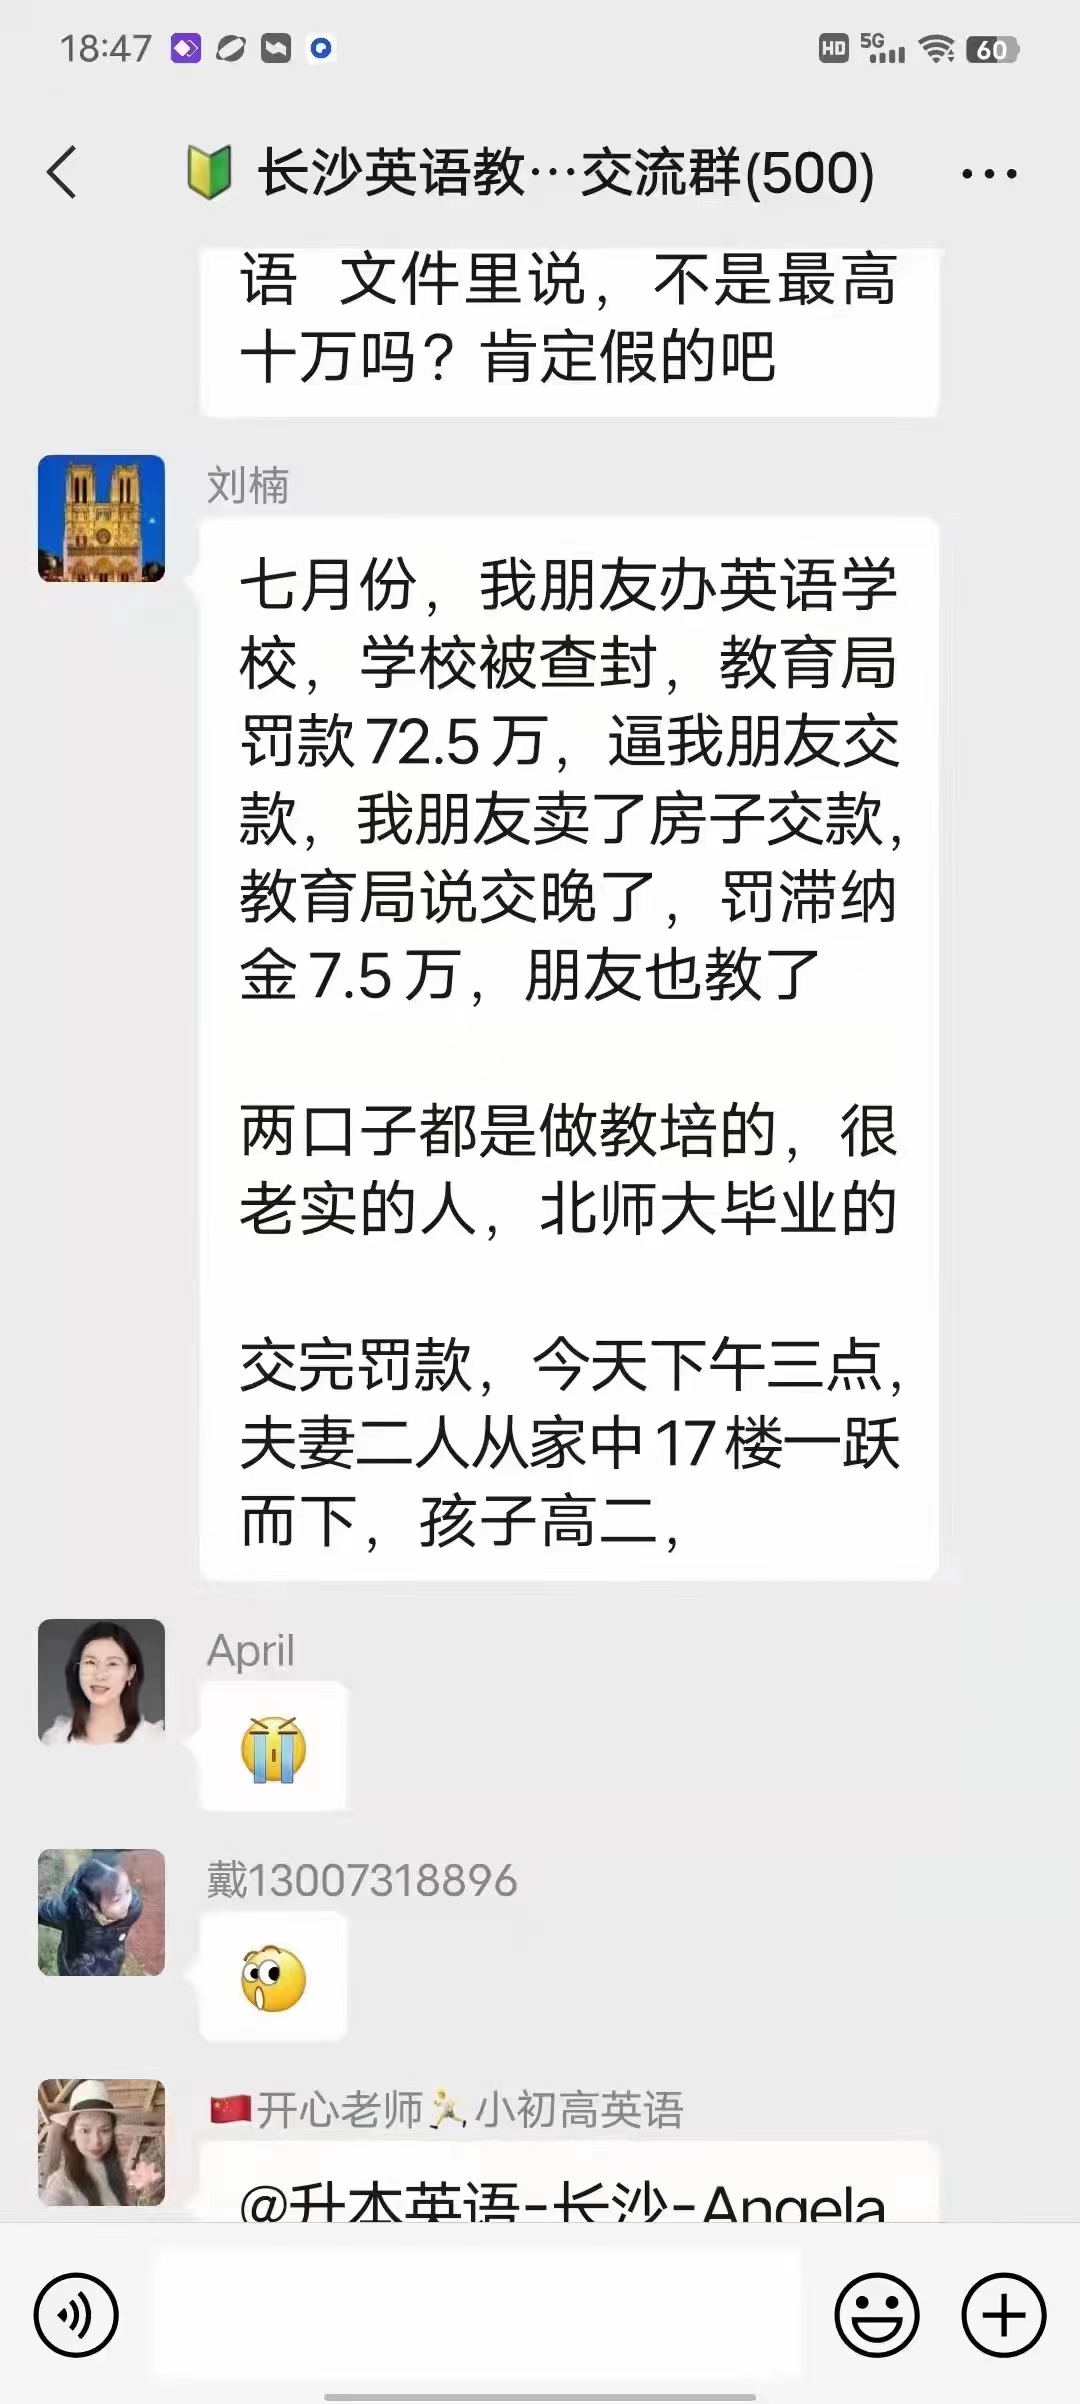 18:47
HD 5G 60
长沙英语教…交流群(500)
语 文件里说，不是最高
十万吗？肯定假的吧
刘楠
七月份，我朋友办英语学
校，学校被查封，教育局
罚款72.5万，逼我朋友交
款，我朋友卖了房子交款，
教育局说交晚了，罚滞纳
金7.5万，朋友也教了
两口子都是做教培的，很
老实的人，北师大毕业的
交完罚款，今天下午三点，
夫妻二人从家中17楼一跃
而下，孩子高二，
April
戴13007318896
🇨🇳开心老师🏃小初高英语
@升本英语-长沙-Angela